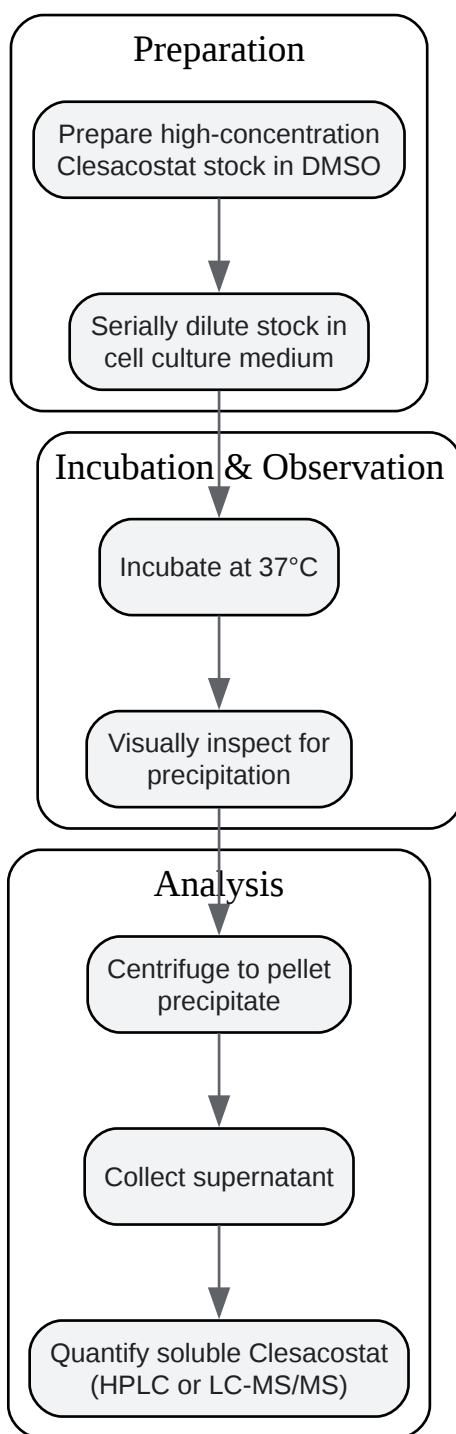 Preparation
Prepare high-concentration
Clesacostat stock in DMSO
Serially dilute stock in
cell culture medium
Incubation & Observation
Incubate at 37°C
Visually inspect for
precipitation
Analysis
Centrifuge to pellet
precipitate
Collect supernatant
Quantify soluble Clesacostat
(HPLC or LC-MS/MS)